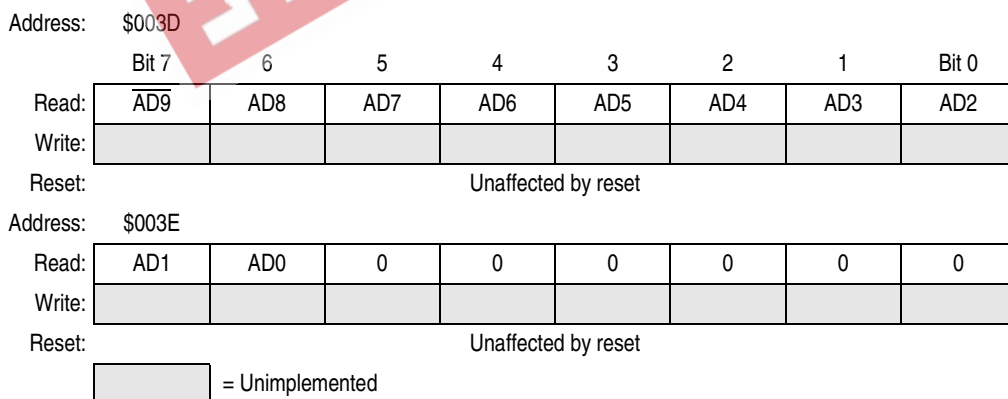 Address: $003D
Bit 7 6 5 4 3 2 1 Bit 0
Read: A̅D̅9̅ AD8 AD7 AD6 AD5 AD4 AD3 AD2
Write:
Reset: Unaffected by reset
Address: $003E
Read: AD1 AD0 0 0 0 0 0 0
Write:
Reset: Unaffected by reset
= Unimplemented